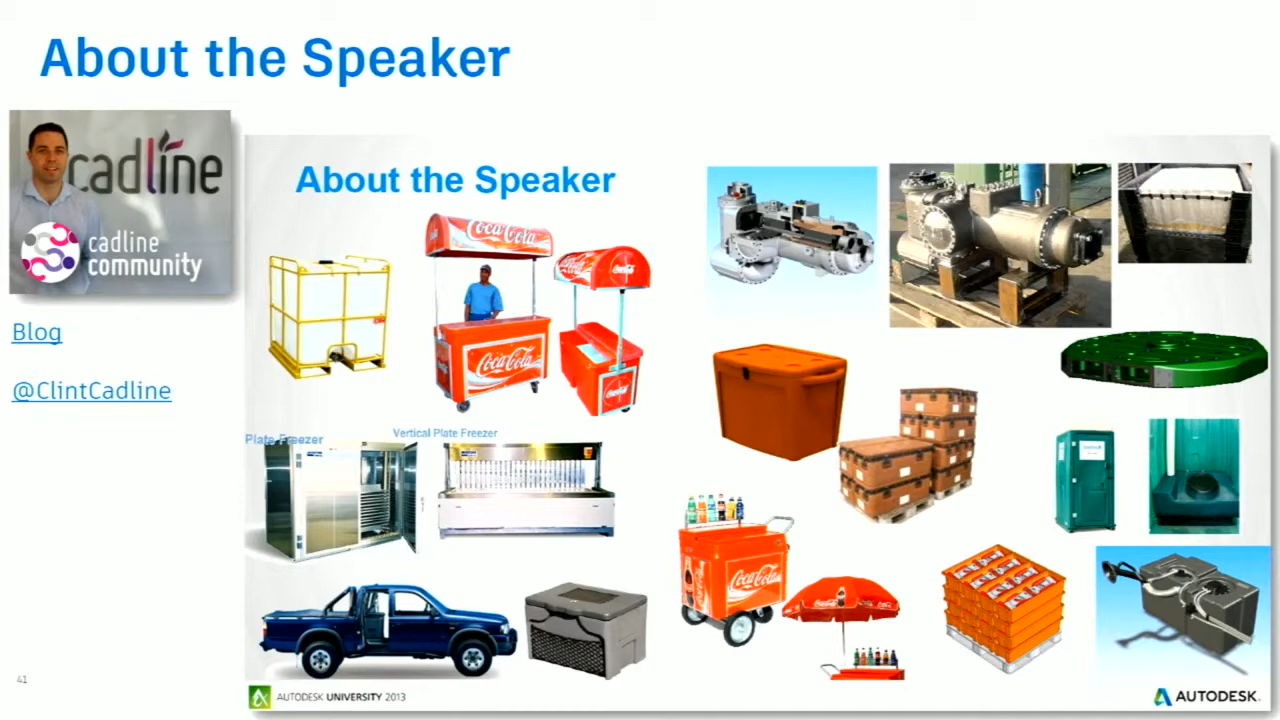 About the Speaker
cadline
cadline
community
Blog
@ClintCadline
About the Speaker
Coca-Cola
Coca-Cola
Plate Freezer
Vertical Plate Freezer
Coca-Cola
Coca-Cola
41
AUTODESK UNIVERSITY 2013
AUTODESK.